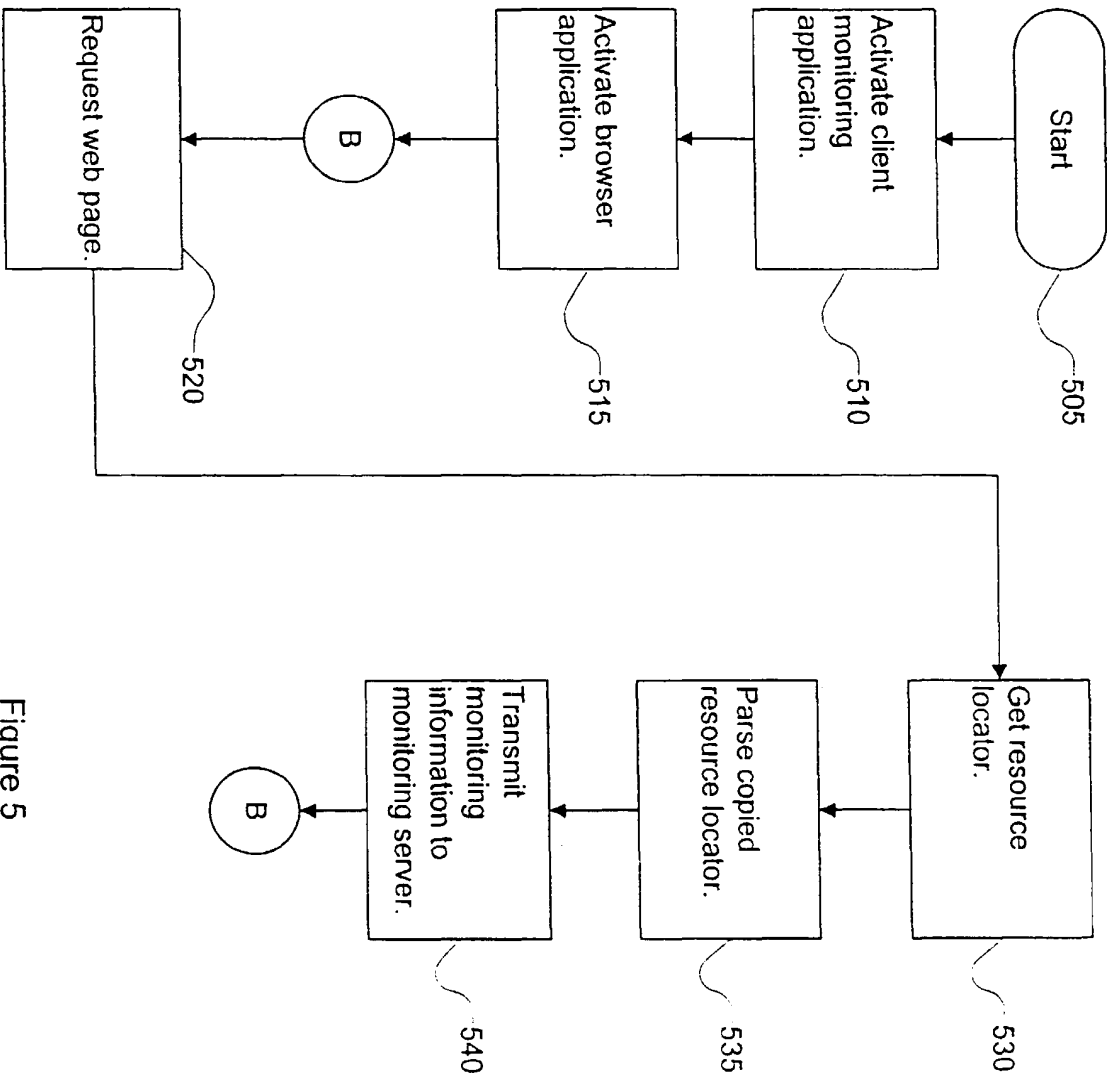 Start
505
Activate client
monitoring
application.
510
Activate browser
application.
515
B
Request web page.
520
Get resource
locator.
530
Parse copied
resource locator.
535
Transmit
monitoring
information to
monitoring server.
540
B
Figure 5